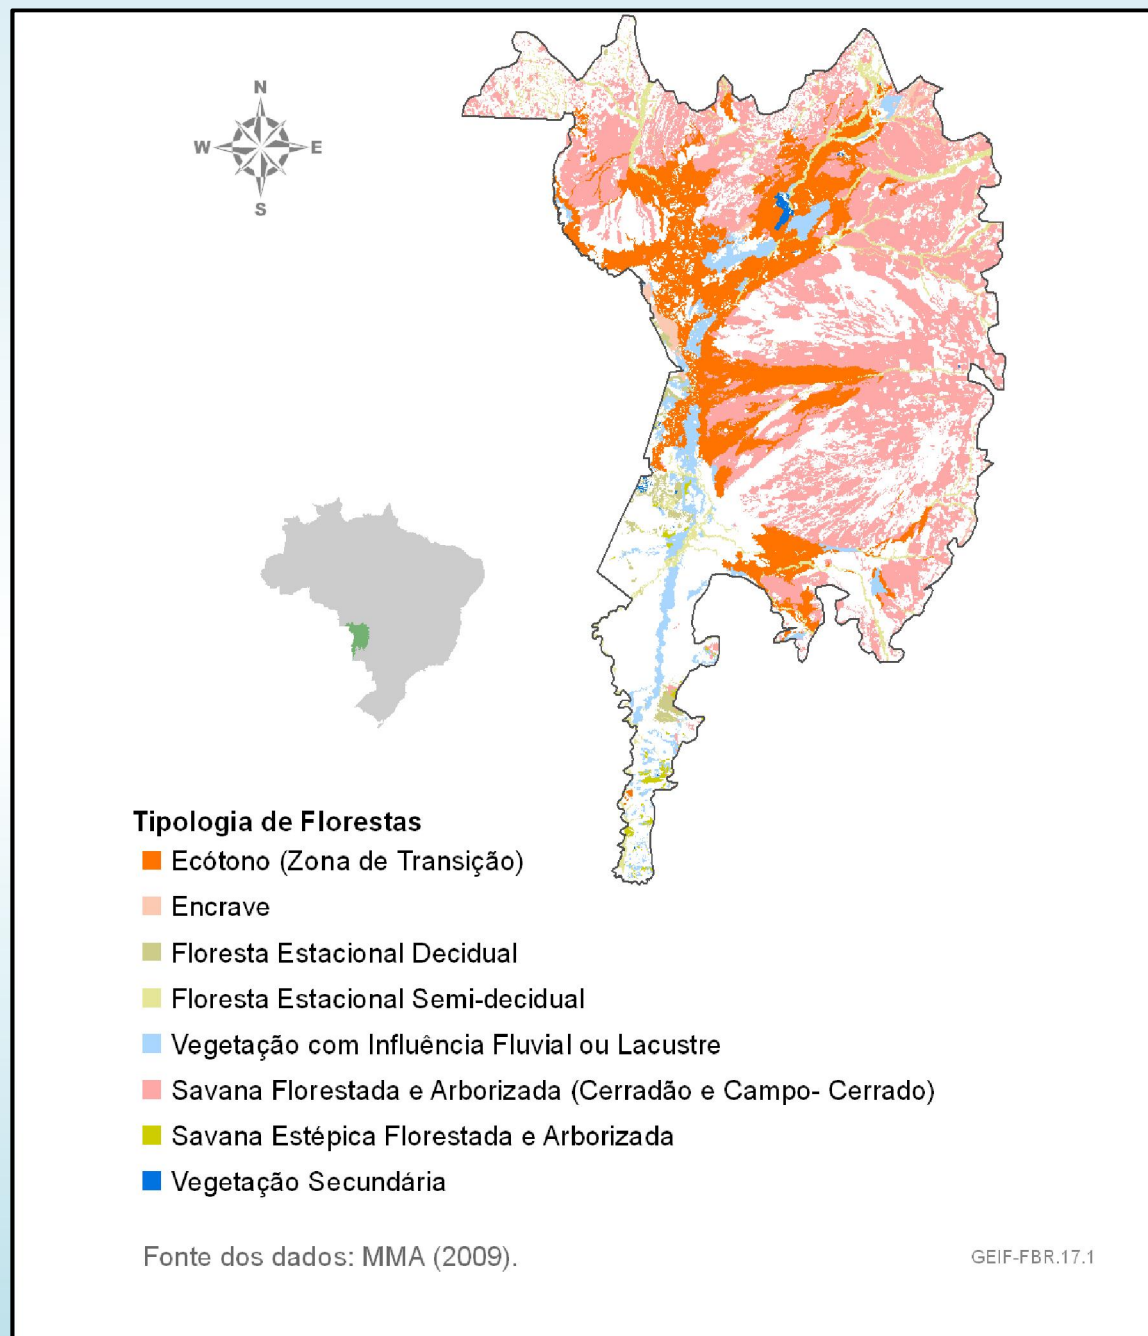 N
W E
S
Tipologia de Florestas
Ecótono (Zona de Transição)
Encrave
Floresta Estacional Decidual
Floresta Estacional Semi-decidual
Vegetação com Influência Fluvial ou Lacustre
Savana Florestada e Arborizada (Cerradão e Campo- Cerrado)
Savana Estépica Florestada e Arborizada
Vegetação Secundária
Fonte dos dados: MMA (2009).
GEIF-FBR.17.1